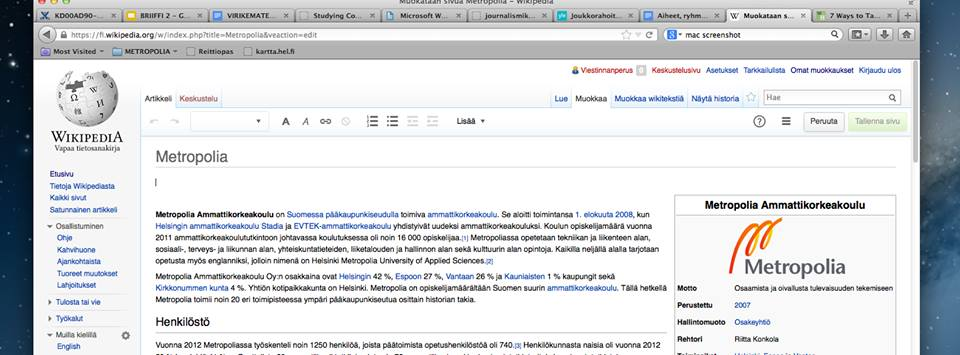 Muokataan sivua Metropolia – Wikipedia
KD00AD90-...
BRIIFFI 2 – G...
VIRIKEMATE...
Studying Co...
Microsoft W...
journalismik...
Joukkorahoit...
Aiheet, ryhm...
Muokataan s...
7 Ways to Ta...
https://fi.wikipedia.org/w/index.php?title=Metropolia&veaction=edit
mac screenshot
Most Visited
METROPOLIA
Reittiopas
kartta.hel.fi
Viestinnanperus 0 Keskustelusivu Asetukset Tarkkailulista Omat muokkaukset Kirjaudu ulos
Artikkeli Keskustelu Lue Muokkaa Muokkaa wikitekstiä Näytä historia Hae
WIKIPEDIA
Vapaa tietosanakirja
A A Lisää ? Peruuta Tallenna sivu
Etusivu
Tietoja Wikipediasta
Kaikki sivut
Satunnainen artikkeli
Osallistuminen
Ohje
Kahvihuone
Ajankohtaista
Tuoreet muutokset
Lahjoitukset
Tulosta tai vie
Työkalut
Muilla kielillä
English
Metropolia
Metropolia Ammattikorkeakoulu on Suomessa pääkaupunkiseudulla toimiva ammattikorkeakoulu. Se aloitti toimintansa 1. elokuuta 2008, kun
Helsingin ammattikorkeakoulu Stadia ja EVTEK-ammattikorkeakoulu yhdistyivät uudeksi ammattikorkeakouluksi. Koulun opiskelijamäärä vuonna
2011 ammattikorkeakoulututkintoon johtavassa koulutuksessa oli noin 16 000 opiskelijaa.[1] Metropoliassa opetetaan tekniikan ja liikenteen alan,
sosiaali-, terveys- ja liikunnan alan, yhteiskuntatieteiden, liiketalouden ja hallinnon alan sekä kulttuurin alan opintoja. Kaikilla neljällä alalla tarjotaan
opetusta myös englanniksi, jolloin nimenä on Helsinki Metropolia University of Applied Sciences.[2]
Metropolia Ammattikorkeakoulu Oy:n osakkaina ovat Helsingin 42 %, Espoon 27 %, Vantaan 26 % ja Kauniaisten 1 % kaupungit sekä
Kirkkonummen kunta 4 %. Yhtiön kotipaikkakunta on Helsinki. Metropolia on opiskelijamäärältään Suomen suurin ammattikorkeakoulu. Tällä hetkellä
Metropolia toimii noin 20 eri toimipisteessa ympäri pääkaupunkiseutua osittain historian takia.
Henkilöstö
Vuonna 2012 Metropoliassa työskenteli noin 1250 henkilöä, joista päätoimista opetushenkilöstöä oli 740.[3] Henkilökunnasta naisia oli vuonna 2012
Metropolia Ammattikorkeakoulu
Metropolia
Motto Osaamista ja oivallusta tulevaisuuden tekemiseen
Perustettu 2007
Hallintomuoto Osakeyhtiö
Rehtori Riitta Konkola